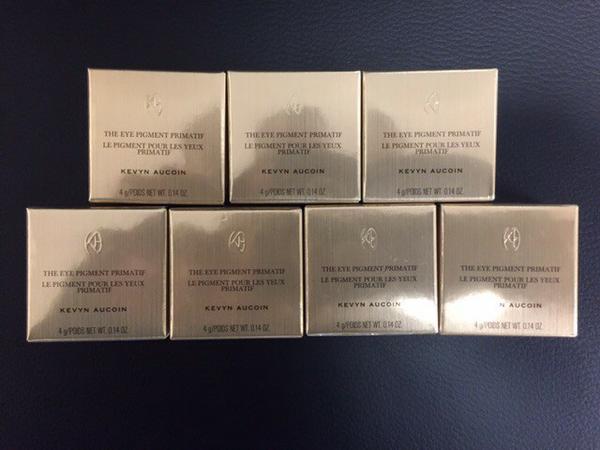 THE EYE PIGMENT PRIMATIF
LE PIGMENT POUR LES YEUX
PRIMATIF
KEVYN AUCOIN
4 g/POIDS NET WT. 0.14 OZ.
THE EYE PIGMENT PRIMATIF
LE PIGMENT POUR LES YEUX
PRIMATIF
KEVYN AUCOIN
4 g/POIDS NET WT. 0.14 OZ.
THE EYE PIGMENT PRIMATIF
LE PIGMENT POUR LES YEUX
PRIMATIF
KEVYN AUCOIN
4 g/POIDS NET WT. 0.14 OZ.
KA
THE EYE PIGMENT PRIMATIF
LE PIGMENT POUR LES YEUX
PRIMATIF
KEVYN AUCOIN
4 g/POIDS NET WT. 0.14 OZ.
KA
THE EYE PIGMENT PRIMATIF
LE PIGMENT POUR LES YEUX
PRIMATIF
KEVYN AUCOIN
4 g/POIDS NET WT. 0.14 OZ.
KA
THE EYE PIGMENT PRIMATIF
LE PIGMENT POUR LES YEUX
PRIMATIF
KEVYN AUCOIN
4 g/POIDS NET WT. 0.14 OZ.
KA
THE EYE PIGMENT PRIMATIF
LE PIGMENT POUR LES YEUX
PRIMATIF
KEVYN AUCOIN
4 g/POIDS NET WT. 0.14 OZ.